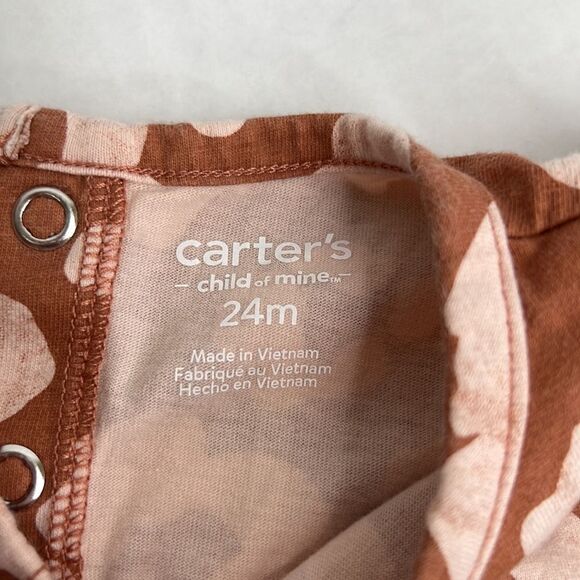 carter's
child of mine™
24m
Made in Vietnam
Fabriqué au Vietnam
Hecho en Vietnam